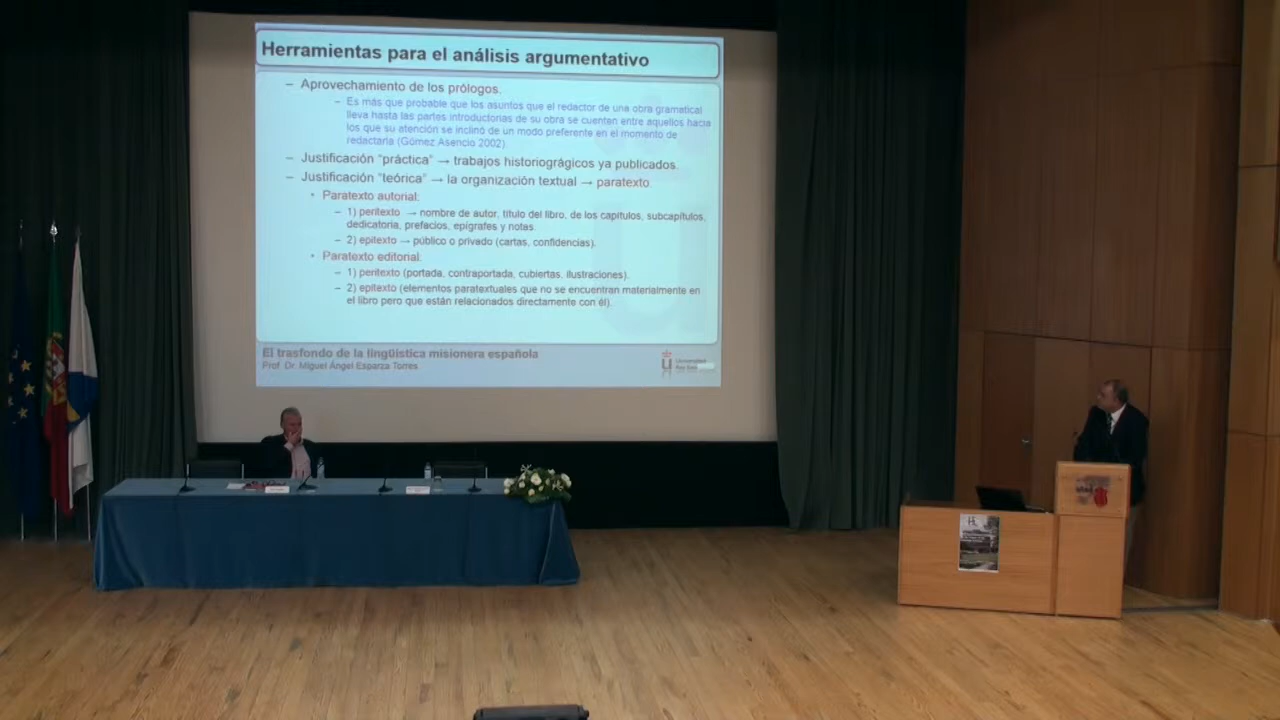 Herramientas para el análisis argumentativo
– Aprovechamiento de los prólogos.
– Es más que probable que los asuntos que el redactor de una obra gramatical
lleva hasta las partes introductorias de su obra se cuenten entre aquellos hacia
los que su atención se inclinó de un modo preferente en el momento de
redactarla (Gómez Asencio 2002).
– Justificación "práctica" → trabajos historiográgicos ya publicados.
– Justificación "teórica" → la organización textual → paratexto.
• Paratexto autorial:
– 1) peritexto → nombre de autor, título del libro, de los capítulos, subcapítulos,
dedicatoria, prefacios, epígrafes y notas.
– 2) epitexto → público o privado (cartas, confidencias).
• Paratexto editorial:
– 1) peritexto (portada, contraportada, cubiertas, ilustraciones).
– 2) epitexto (elementos paratextuales que no se encuentran materialmente en
el libro pero que están relacionados directamente con él).
El trasfondo de la lingüística misionera española
Prof. Dr. Miguel Ángel Esparza Torres
Universidad
Rey Juan